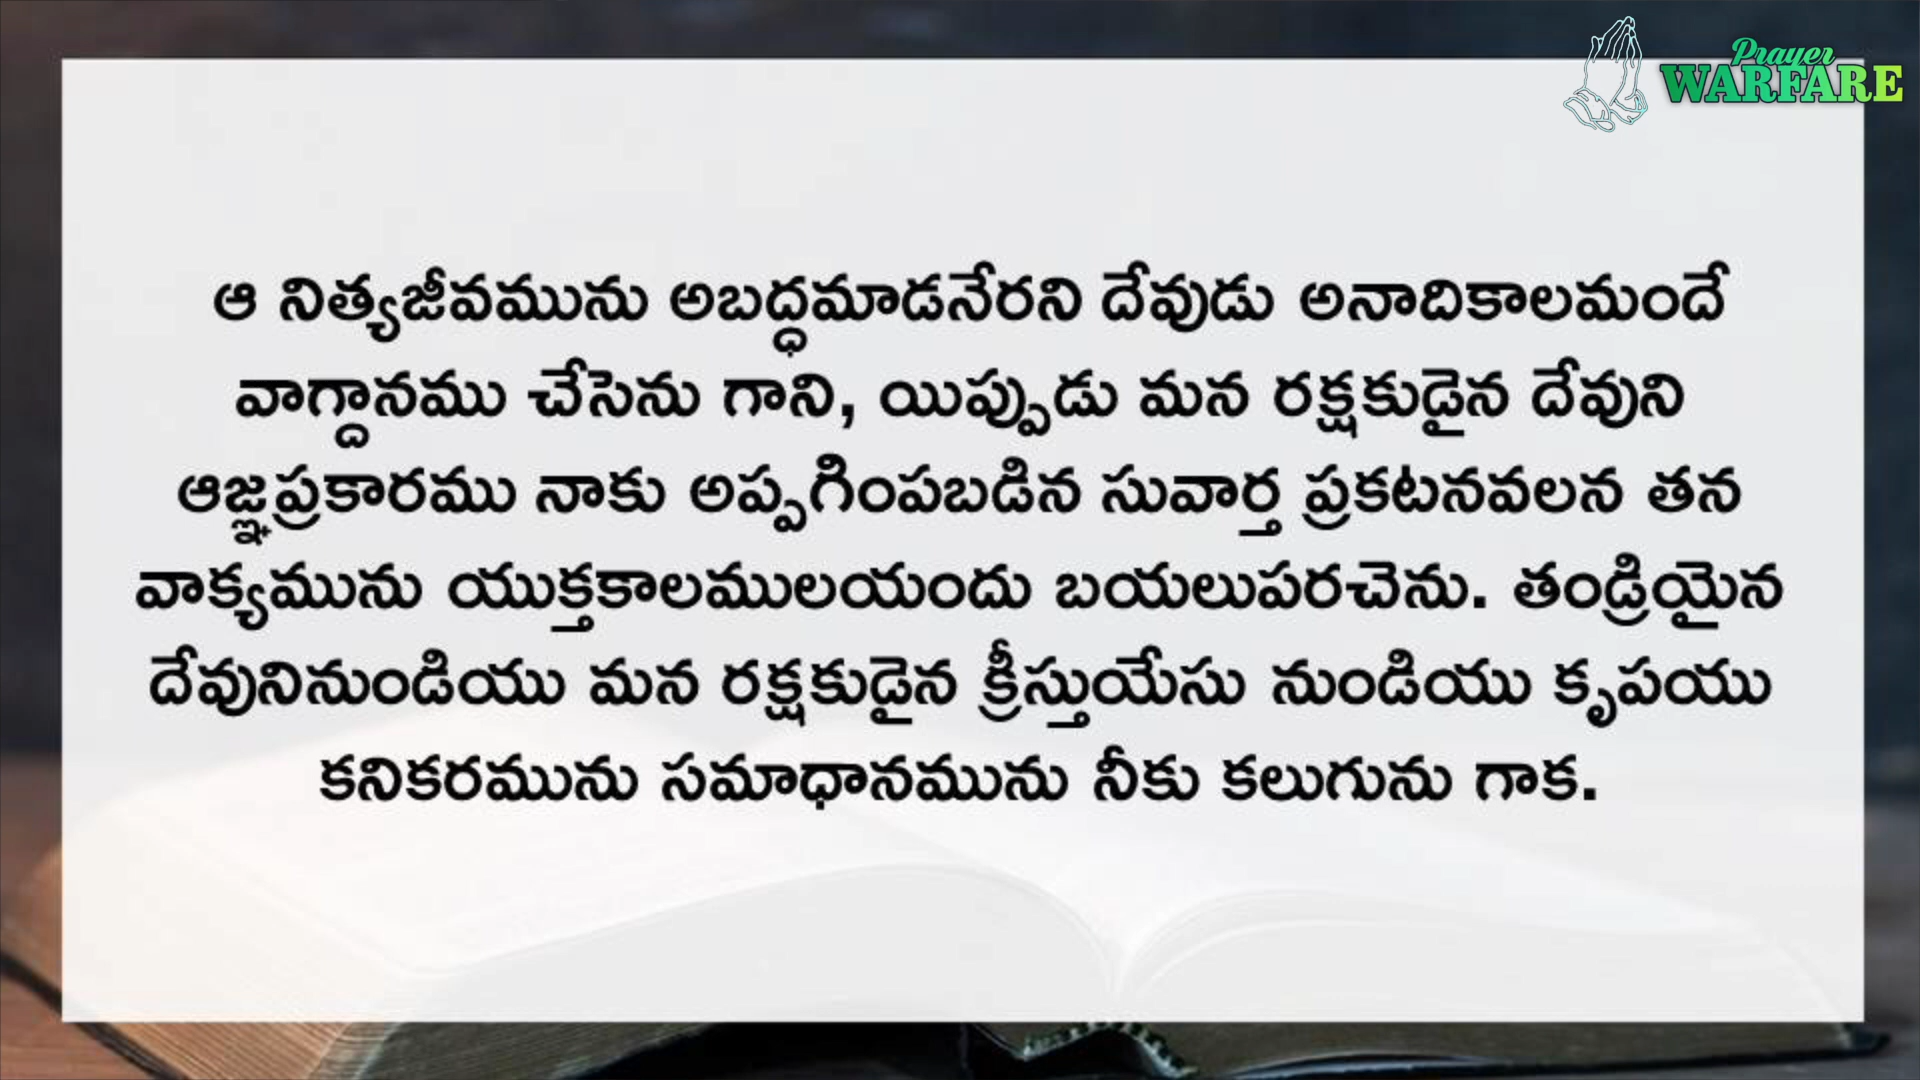 Prayer
WARFARE
ఆ నిత్యజీవమును అబద్ధమాడనేరని దేవుడు అనాదికాలమందే
వాగ్దానము చేసెను గాని, యిప్పుడు మన రక్షకుడైన దేవుని
ఆజ్ఞప్రకారము నాకు అప్పగింపబడిన సువార్త ప్రకటనవలన తన
వాక్యమును యుక్తకాలములయందు బయలుపరచెను. తండ్రియైన
దేవునినుండియు మన రక్షకుడైన క్రీస్తుయేసు నుండియు కృపయు
కనికరమును సమాధానమును నీకు కలుగును గాక.